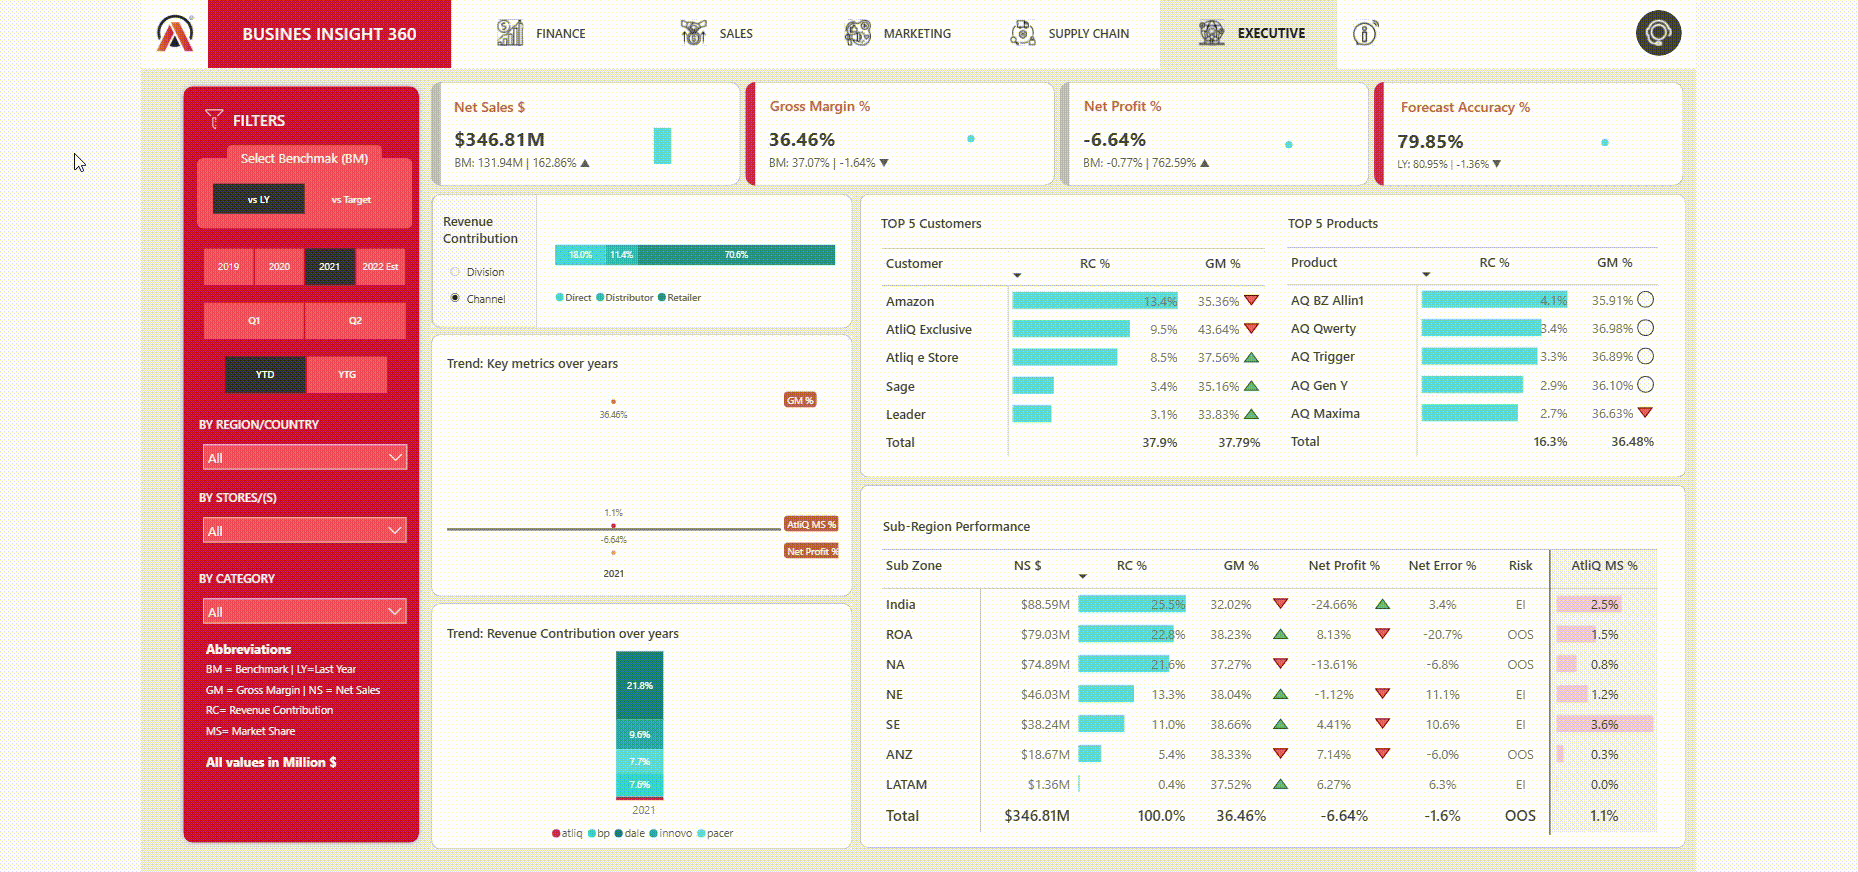 BUSINES INSIGHT 360
FINANCE
SALES
MARKETING
SUPPLY CHAIN
EXECUTIVE
FILTERS
Select Benchmak (BM)
vs LY
vs Target
2019
2020
2021
2022 Est
Q1
Q2
YTD
YTG
BY REGION/COUNTRY
All
BY STORES/(S)
All
BY CATEGORY
All
Abbreviations
BM = Benchmark | LY=Last Year
GM = Gross Margin | NS = Net Sales
RC= Revenue Contribution
MS= Market Share
All values in Million $
Net Sales $
$346.81M
BM: 131.94M | 162.86%
Gross Margin %
36.46%
BM: 37.07% | -1.64%
Net Profit %
-6.64%
BM: -0.77% | 762.59%
Forecast Accuracy %
79.85%
LY: 80.95% | -1.36%
Revenue
Contribution
Division
Channel
18.0% 11.4% 70.6%
Direct Distributor Retailer
Trend: Key metrics over years
GM %
36.46%
1.1%
AtliQ MS %
-6.64%
Net Profit %
2021
Trend: Revenue Contribution over years
21.8%
9.6%
7.7%
7.6%
2021
atliq bp dale innovo pacer
TOP 5 Customers
Customer RC % GM %
Amazon 13.4% 35.36%
AtliQ Exclusive 9.5% 43.64%
Atliq e Store 8.5% 37.56%
Sage 3.4% 35.16%
Leader 3.1% 33.83%
Total 37.9% 37.79%
TOP 5 Products
Product RC % GM %
AQ BZ Allin1 4.1% 35.91%
AQ Qwerty 3.4% 36.98%
AQ Trigger 3.3% 36.89%
AQ Gen Y 2.9% 36.10%
AQ Maxima 2.7% 36.63%
Total 16.3% 36.48%
Sub-Region Performance
Sub Zone NS $ RC % GM % Net Profit % Net Error % Risk AtliQ MS %
India $88.59M 25.5% 32.02% -24.66% 3.4% EI 2.5%
ROA $79.03M 22.8% 38.23% 8.13% -20.7% OOS 1.5%
NA $74.89M 21.6% 37.27% -13.61% -6.8% OOS 0.8%
NE $46.03M 13.3% 38.04% -1.12% 11.1% EI 1.2%
SE $38.24M 11.0% 38.66% 4.41% 10.6% EI 3.6%
ANZ $18.67M 5.4% 38.33% 7.14% -6.0% OOS 0.3%
LATAM $1.36M 0.4% 37.52% 6.27% 6.3% EI 0.0%
Total $346.81M 100.0% 36.46% -6.64% -1.6% OOS 1.1%